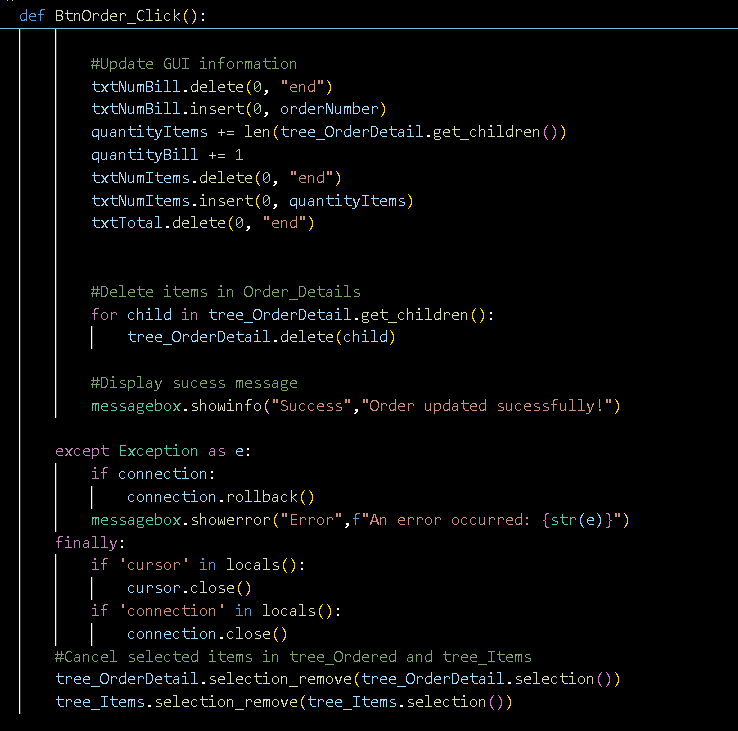 def BtnOrder_Click():
#Update GUI information
txtNumBill.delete(0, "end")
txtNumBill.insert(0, orderNumber)
quantityItems += len(tree_OrderDetail.get_children())
quantityBill += 1
txtNumItems.delete(0, "end")
txtNumItems.insert(0, quantityItems)
txtTotal.delete(0, "end")
#Delete items in Order_Details
for child in tree_OrderDetail.get_children():
tree_OrderDetail.delete(child)
#Display sucess message
messagebox.showinfo("Success","Order updated sucessfully!")
except Exception as e:
if connection:
connection.rollback()
messagebox.showerror("Error",f"An error occurred: {str(e)}")
finally:
if 'cursor' in locals():
cursor.close()
if 'connection' in locals():
connection.close()
#Cancel selected items in tree_Ordered and tree_Items
tree_OrderDetail.selection_remove(tree_OrderDetail.selection())
tree_Items.selection_remove(tree_Items.selection())